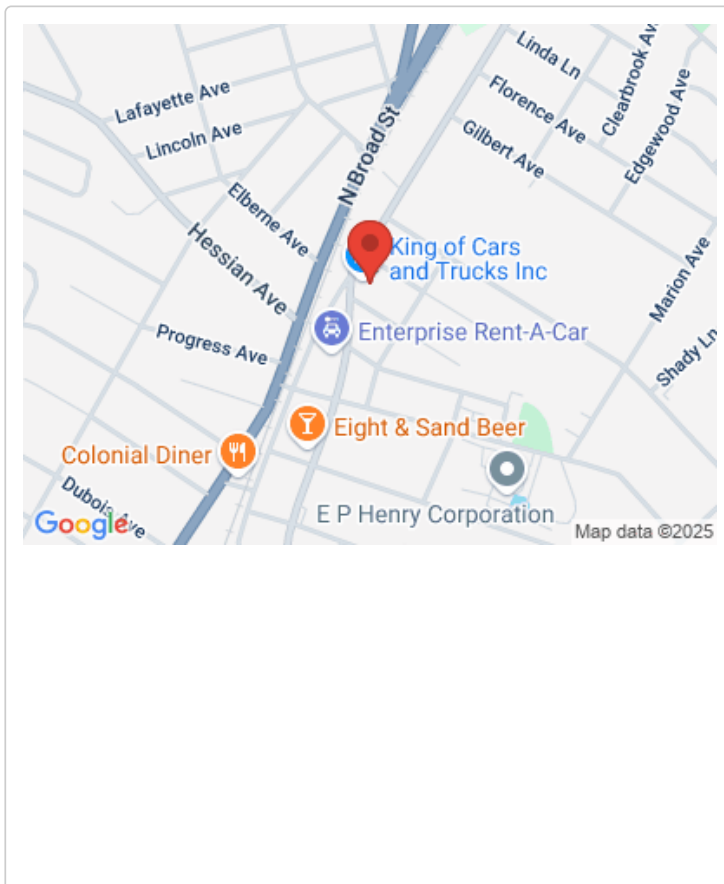 Linda Ln
Clearbrook Av
Lafayette Ave
Florence Ave
Edgewood Ave
Lincoln Ave
N Broad St
Gilbert Ave
Elberne Ave
Hessian Ave
King of Cars
and Trucks Inc
Marion Ave
Progress Ave
Enterprise Rent-A-Car
Shady Ln
Eight & Sand Beer
Colonial Diner
Dubois Ave
E P Henry Corporation
Google
Map data ©2025